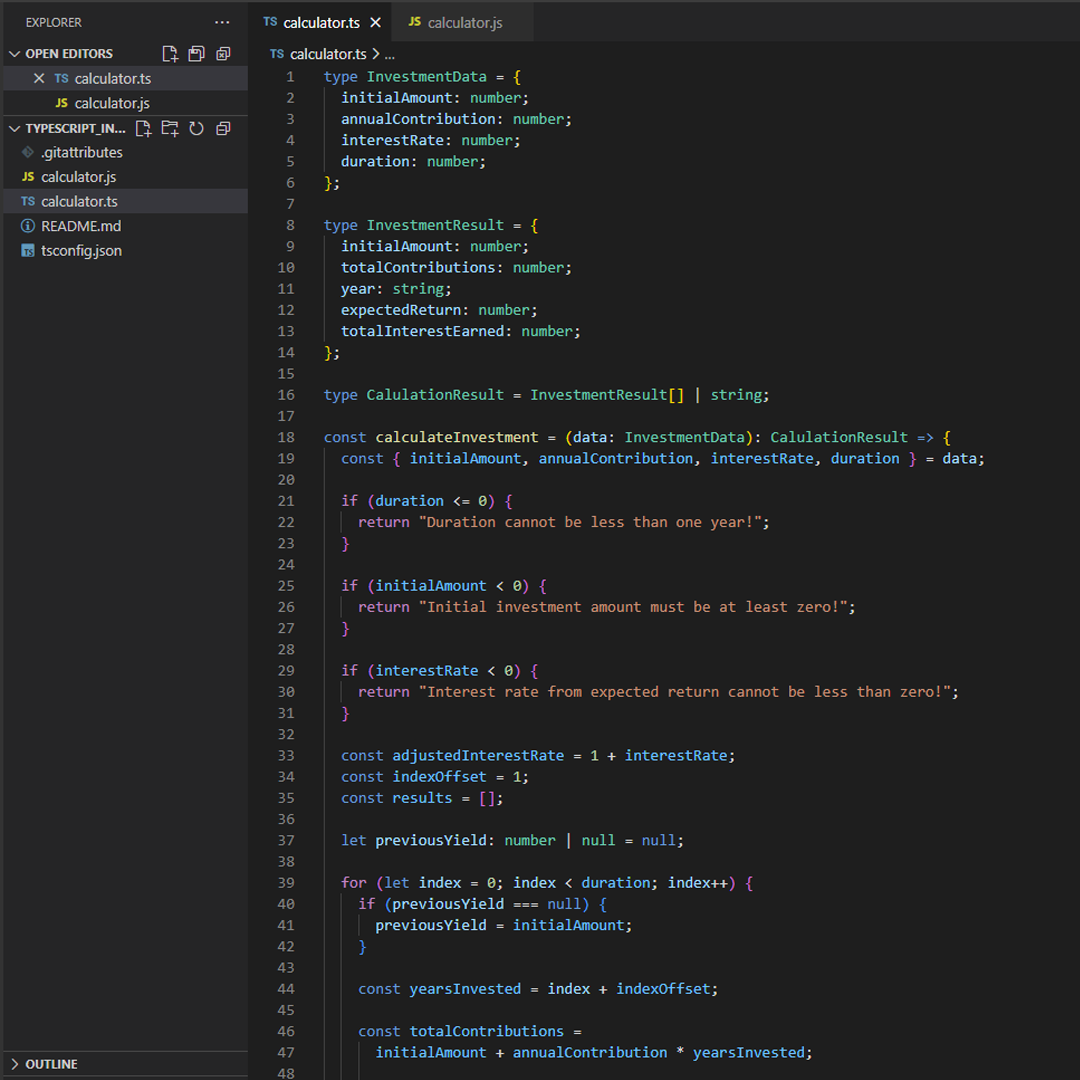 EXPLORER
OPEN EDITORS
TS calculator.ts
JS calculator.js
TYPESCRIPT_IN...
.gitattributes
JS calculator.js
TS calculator.ts
README.md
TS tsconfig.json
OUTLINE
TS calculator.ts JS calculator.js
TS calculator.ts > ...
1 type InvestmentData = {
2 initialAmount: number;
3 annualContribution: number;
4 interestRate: number;
5 duration: number;
6 };
7
8 type InvestmentResult = {
9 initialAmount: number;
10 totalContributions: number;
11 year: string;
12 expectedReturn: number;
13 totalInterestEarned: number;
14 };
15
16 type CalulationResult = InvestmentResult[] | string;
17
18 const calculateInvestment = (data: InvestmentData): CalulationResult => {
19 const { initialAmount, annualContribution, interestRate, duration } = data;
20
21 if (duration <= 0) {
22 return "Duration cannot be less than one year!";
23 }
24
25 if (initialAmount < 0) {
26 return "Initial investment amount must be at least zero!";
27 }
28
29 if (interestRate < 0) {
30 return "Interest rate from expected return cannot be less than zero!";
31 }
32
33 const adjustedInterestRate = 1 + interestRate;
34 const indexOffset = 1;
35 const results = [];
36
37 let previousYield: number | null = null;
38
39 for (let index = 0; index < duration; index++) {
40 if (previousYield === null) {
41 previousYield = initialAmount;
42 }
43
44 const yearsInvested = index + indexOffset;
45
46 const totalContributions =
47 initialAmount + annualContribution * yearsInvested;
48